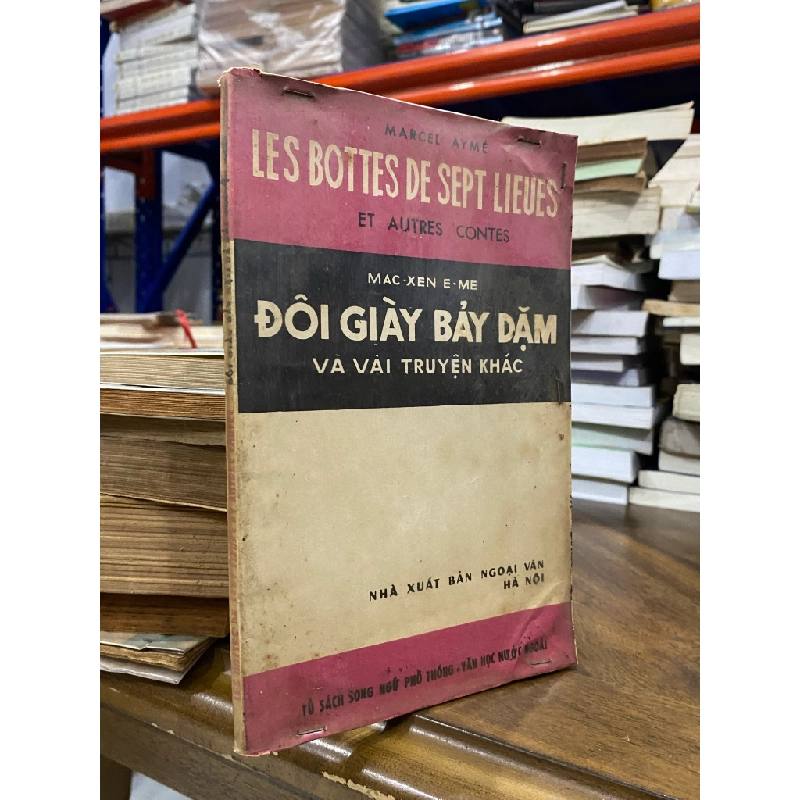 MARCEL AYMÉ
LES BOTTES DE SEPT LIEUES
ET AUTRES CONTES
MAC-XEN E-ME
ĐÔI GIÀY BẢY DẶM
VÀ VÀI TRUYỆN KHÁC
NHÀ XUẤT BẢN NGOẠI VĂN
HÀ NỘI
TỦ SÁCH SONG NGỮ PHỔ THÔNG - VĂN HỌC NƯỚC NGOÀI